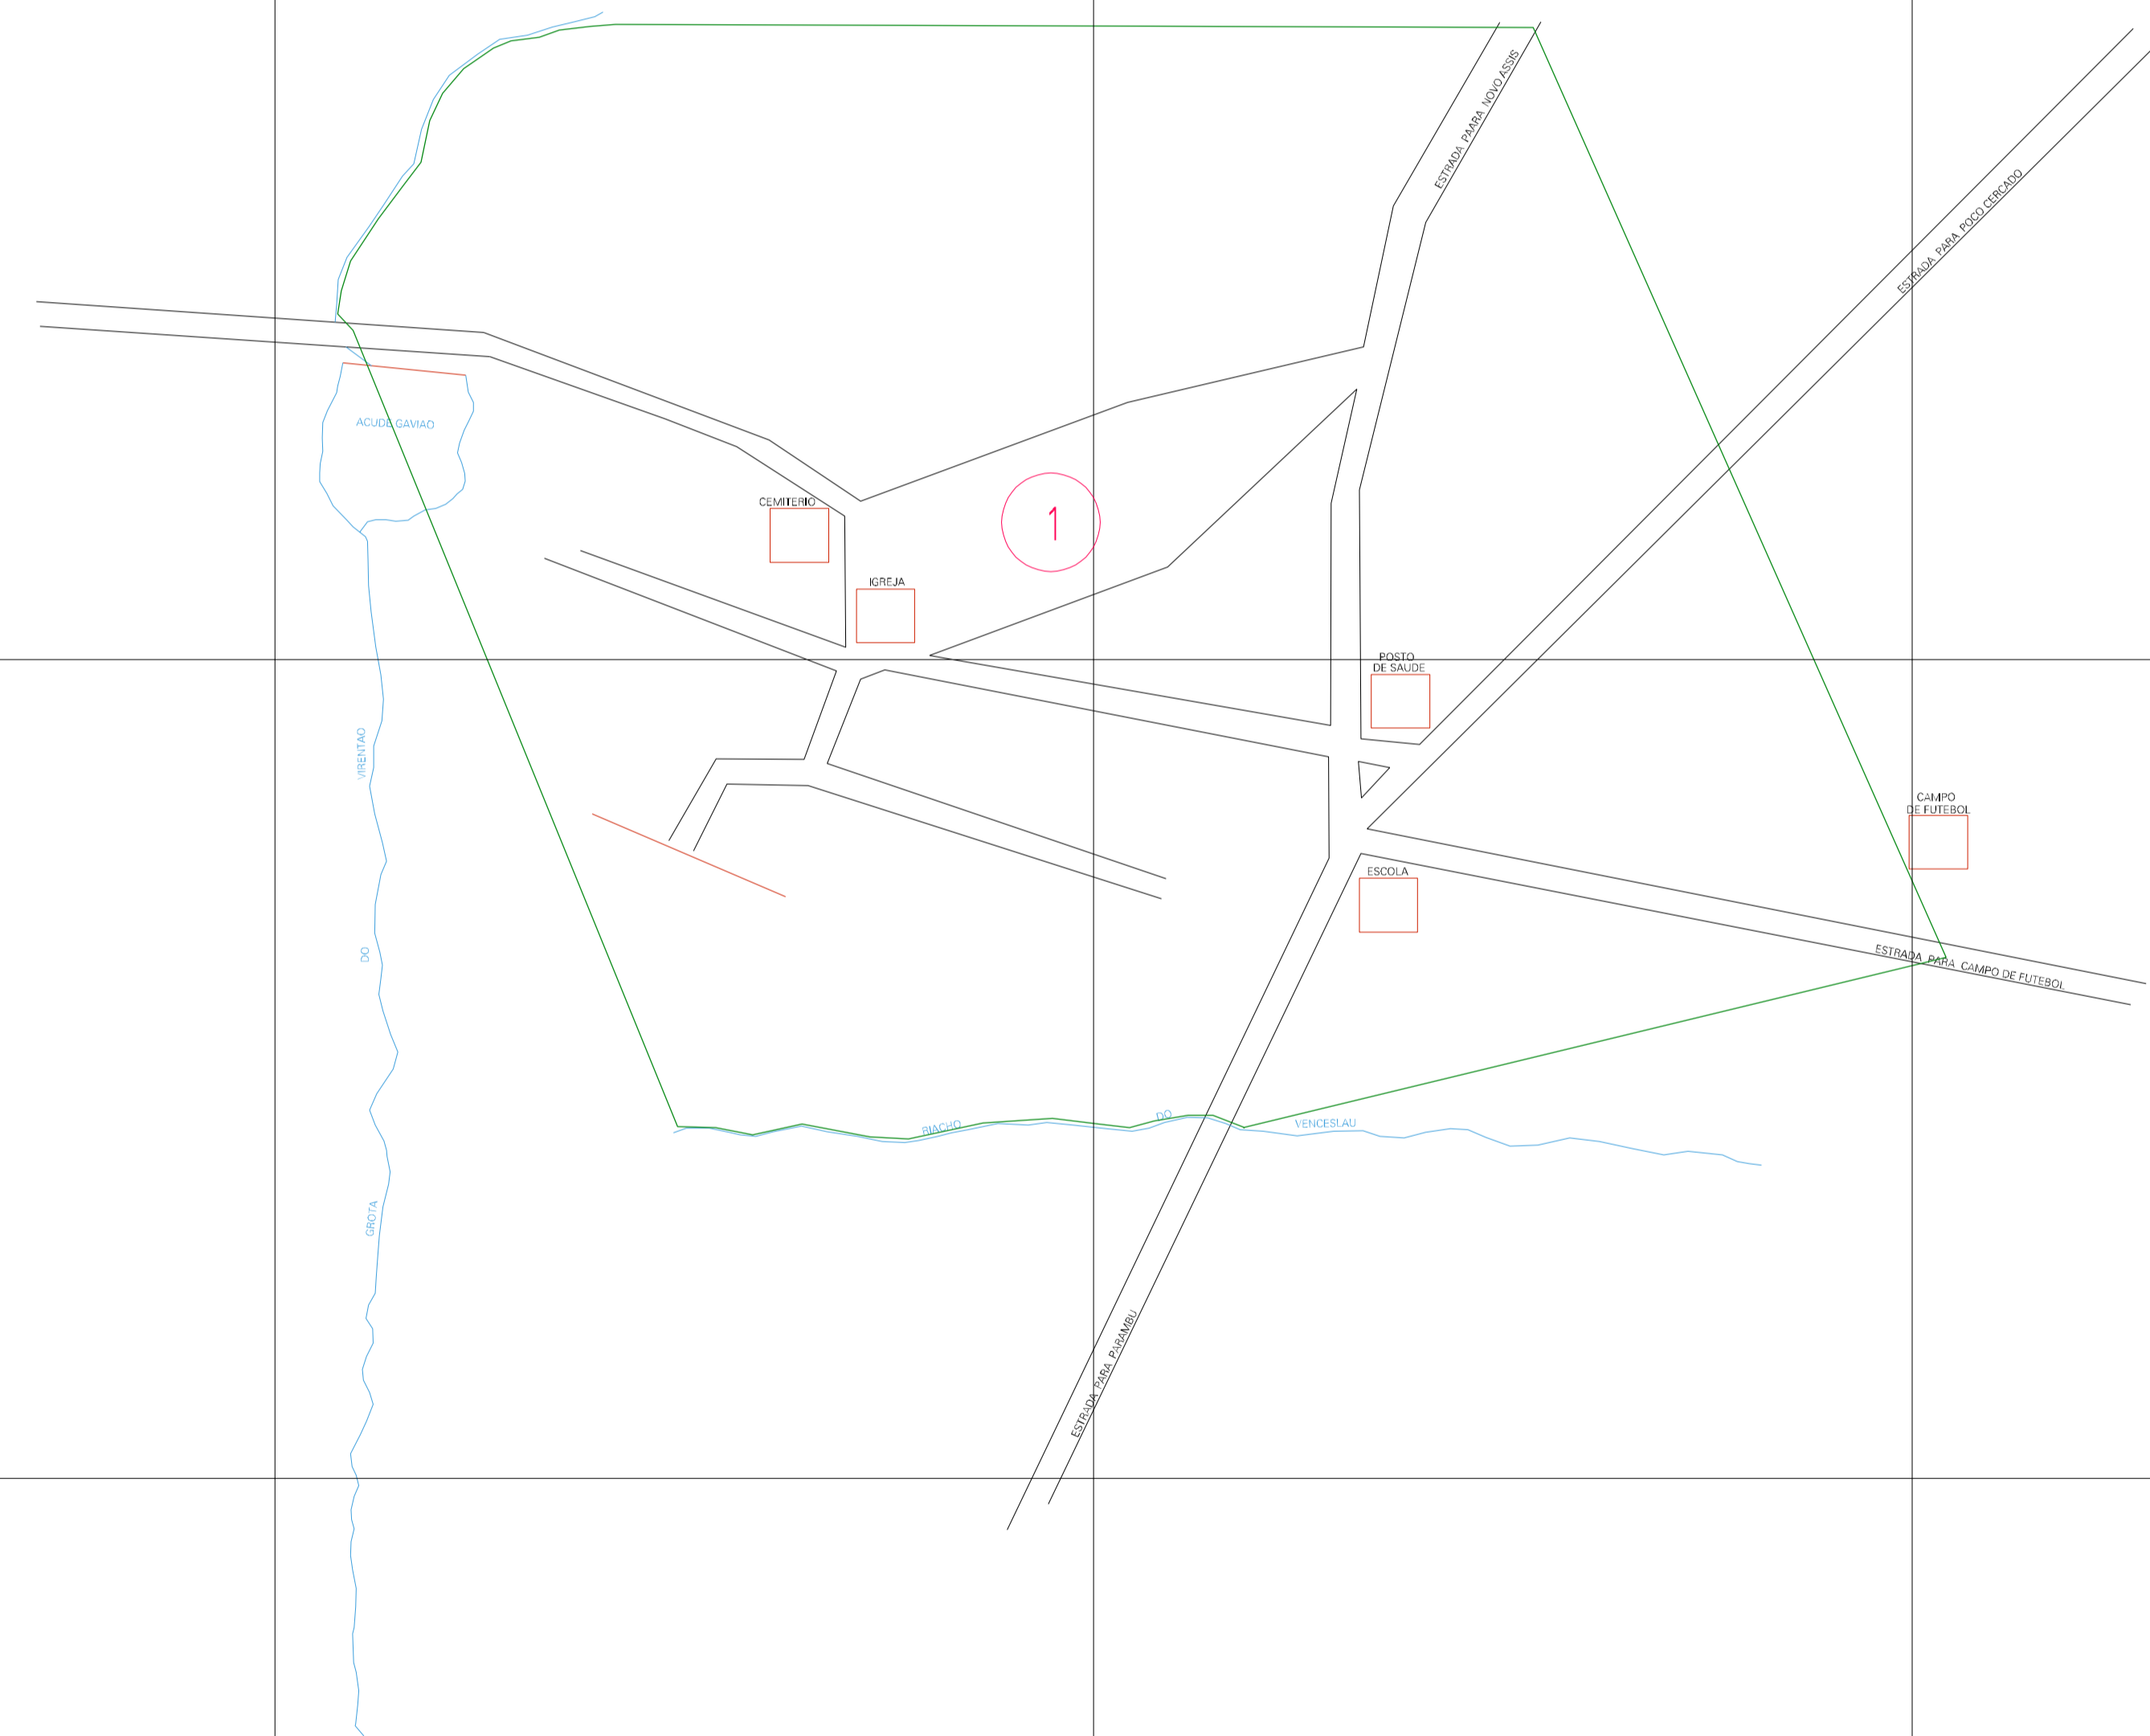 ESTRADA PAARA NOVO ASSIS
ESTRADA PARA POCO CERCADO
ACUDE GAVIAO
CEMITERIO
1
IGREJA
POSTO
DE SAUDE
VIRENTAO
DO
GROTA
CAMPO
DE FUTEBOL
ESCOLA
ESTRADA PARA CAMPO DE FUTEBOL
RIACHO DO VENCESLAU
ESTRADA PARA PARAMBU